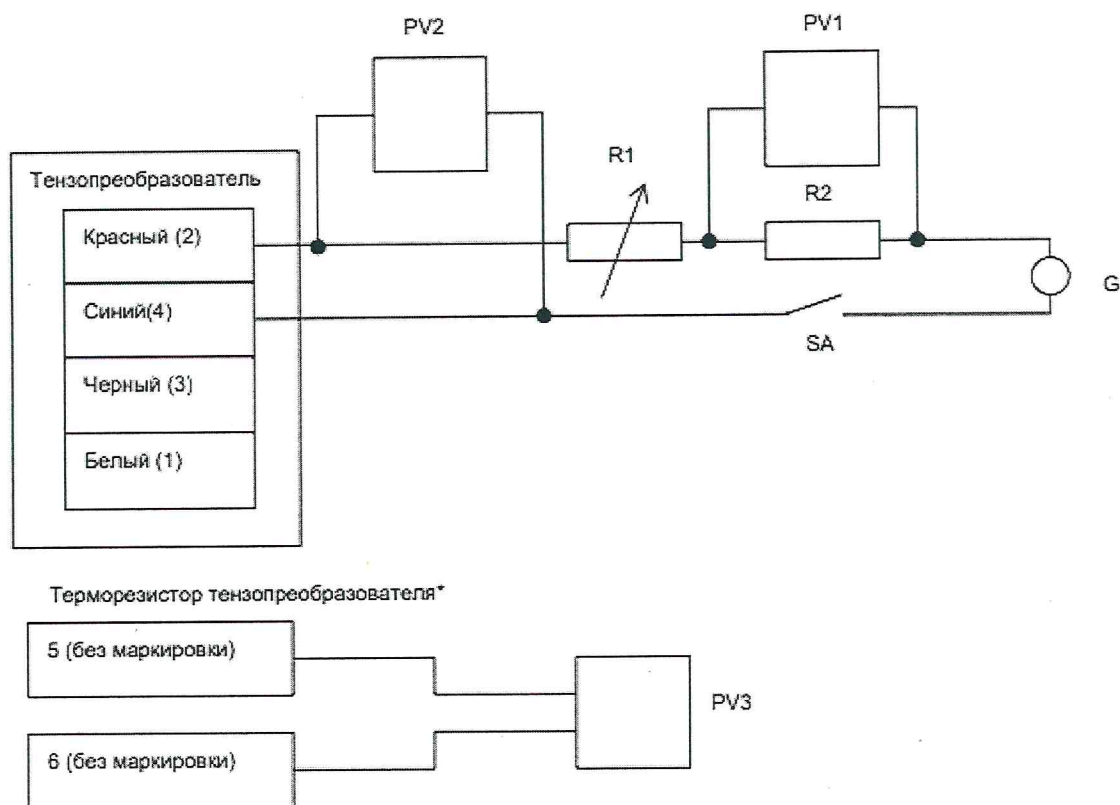 PV2
PV1
R1
R2
Тензопреобразователь
Красный (2)
Синий(4)
Черный (3)
Белый (1)
G
SA
Терморезистор тензопреобразователя*
5 (без маркировки)
PV3
6 (без маркировки)